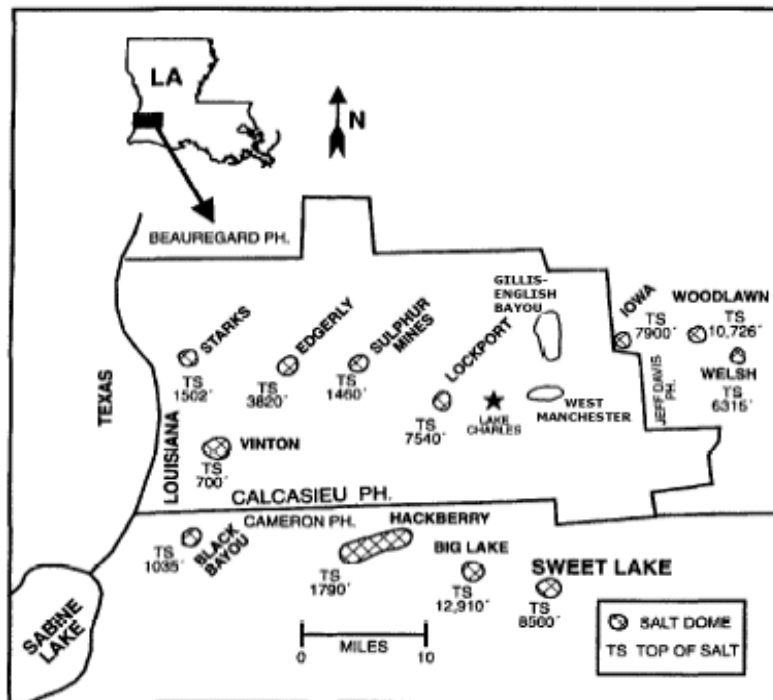 LA
N
BEAUREGARD PH.
GILLIS-
ENGLISH
BAYOU
IOWA
TS
7900´
WOODLAWN
TS
10,726´
STARKS
TS
1502´
EDGERLY
TS
3820´
SULPHUR
MINES
TS
1460´
LOCKPORT
TS
7540´
LAKE
CHARLES
WEST
MANCHESTER
JEFF DAVIS
PH.
WELSH
TS
6315´
TEXAS
LOUISIANA
VINTON
TS
700´
CALCASIEU PH.
CAMERON PH.
BLACK
BAYOU
TS
1035´
HACKBERRY
TS
1790´
BIG LAKE
TS
12,910´
SWEET LAKE
TS
8500´
SABINE
LAKE
MILES
0 10
SALT DOME
TS TOP OF SALT